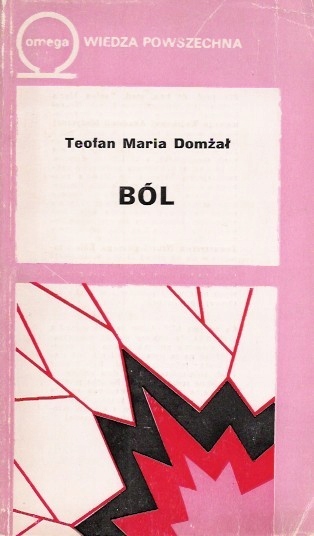 omega WIEDZA POWSZECHNA
Teofan Maria Domżał
BÓL